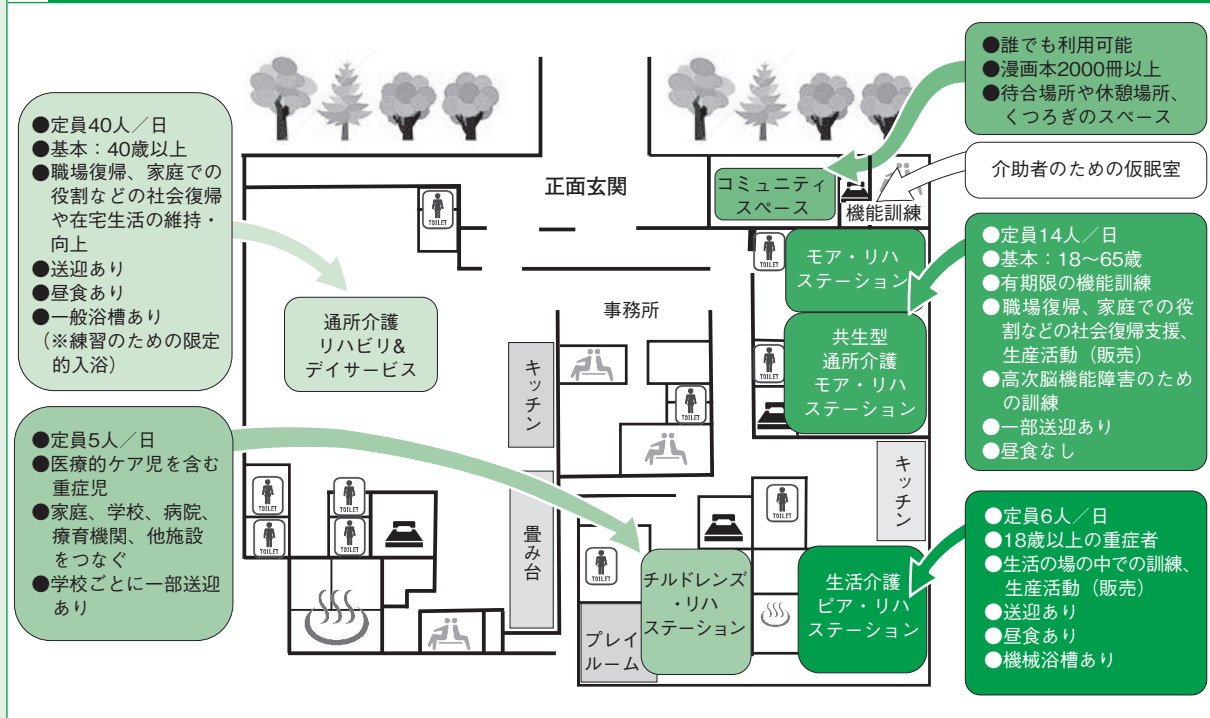 ●定員40人／日
●基本：40歳以上
●職場復帰、家庭での
役割などの社会復帰
や在宅生活の維持・
向上
●送迎あり
●昼食あり
●一般浴槽あり
（※練習のための限定
的入浴）
●定員5人／日
●医療的ケア児を含む
重症児
●家庭、学校、病院、
療育機関、他施設
をつなぐ
●学校ごとに一部送迎
あり
正面玄関
コミュニティ
スペース
機能訓練
TOILET
TOILET
モア・リハ
ステーション
事務所
通所介護
リハビリ&
デイサービス
キッチン
TOILET
共生型
通所介護
モア・リハ
ステーション
TOILET
キッチン
畳み台
TOILET
TOILET
TOILET
TOILET
TOILET
TOILET
チルドレンズ
・リハ
ステーション
プレイ
ルーム
生活介護
ピア・リハ
ステーション
●誰でも利用可能
●漫画本2000冊以上
●待合場所や休憩場所、
くつろぎのスペース
介助者のための仮眠室
●定員14人／日
●基本：18～65歳
●有期限の機能訓練
●職場復帰、家庭での役
割などの社会復帰支援、
生産活動（販売）
●高次脳機能障害のため
の訓練
●一部送迎あり
●昼食なし
●定員6人／日
●18歳以上の重症者
●生活の場の中での訓練、
生産活動（販売）
●送迎あり
●昼食あり
●機械浴槽あり